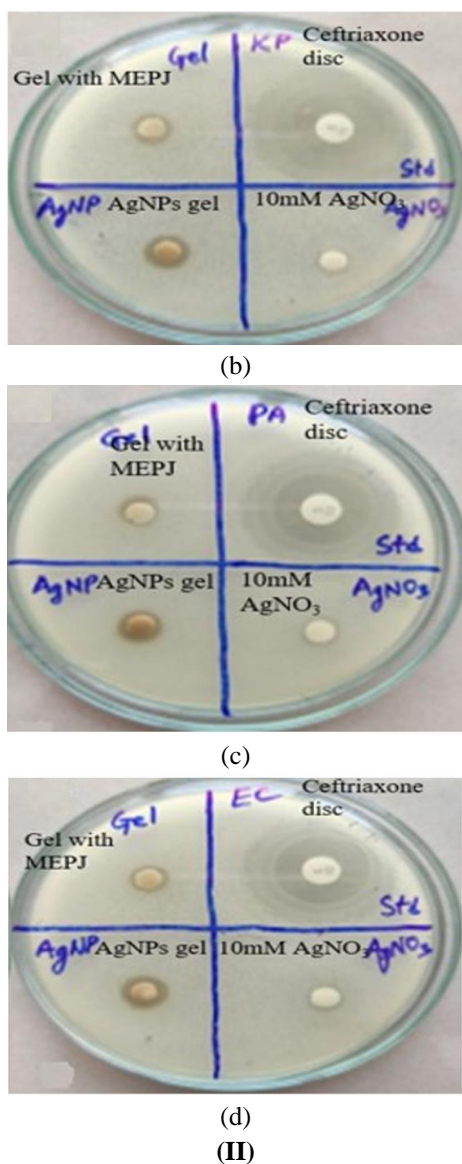 Gel KP Ceftriaxone
disc
Gel with MEPJ
Std
AgNP AgNPs gel 10mM AgNO₃ AgNO₃
(b)
Gel PA Ceftriaxone
disc
Gel with
MEPJ
Std
AgNP AgNPs gel 10mM AgNO₃
AgNO₃
(c)
Gel EC Ceftriaxone
disc
Gel with
MEPJ
Std
AgNP AgNPs gel 10mM AgNO₃ AgNO₃
(d)
(II)